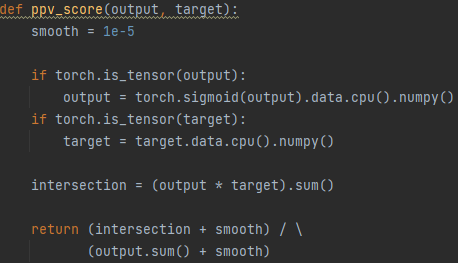 def ppv_score(output, target):
    smooth = 1e-5

    if torch.is_tensor(output):
        output = torch.sigmoid(output).data.cpu().numpy()
    if torch.is_tensor(target):
        target = target.data.cpu().numpy()

    intersection = (output * target).sum()

    return (intersection + smooth) / \
           (output.sum() + smooth)